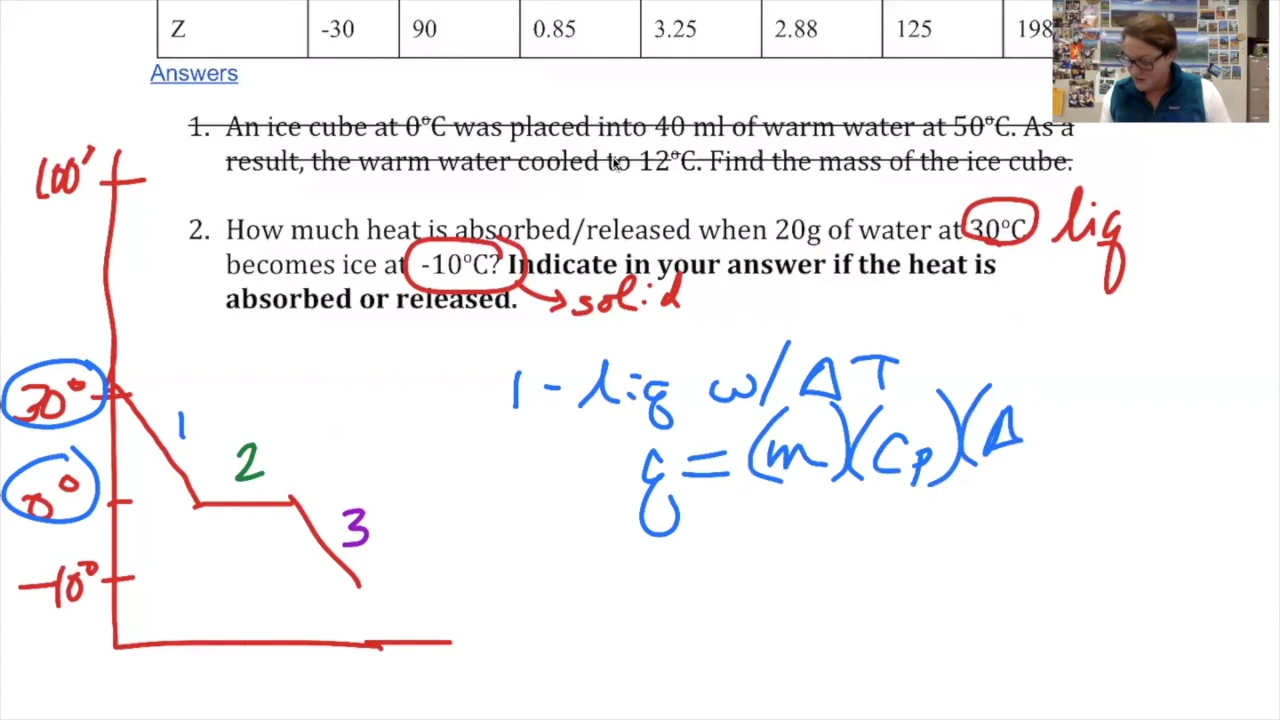 Z -30 90 0.85 3.25 2.88 125 198
Answers
1. An ice cube at 0°C was placed into 40 ml of warm water at 50°C. As a
result, the warm water cooled to 12°C. Find the mass of the ice cube.
2. How much heat is absorbed/released when 20g of water at 30°C liq
becomes ice at -10°C? Indicate in your answer if the heat is
absorbed or released. solid
100°
30°
0°
-10°
1
2
3
1 - liq w/ ΔT
q = (m)(Cp)(Δ